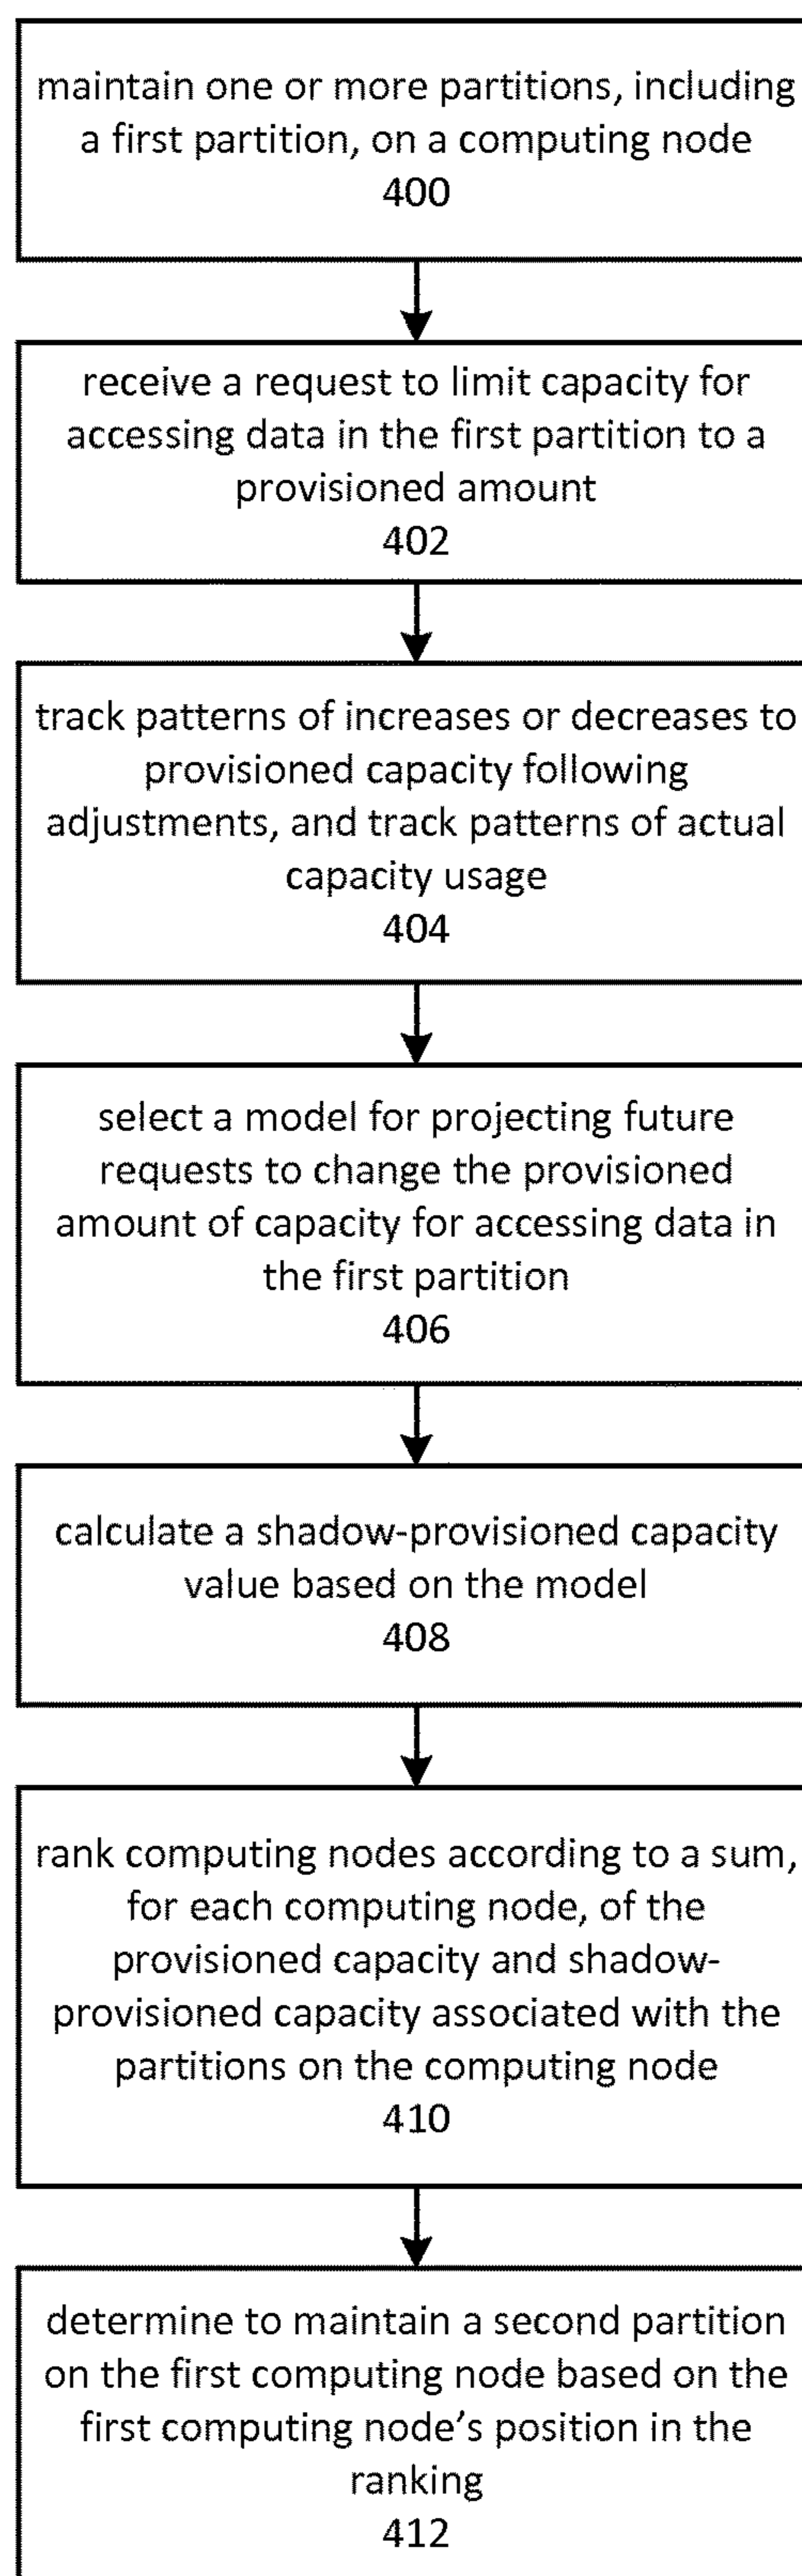 maintain one or more partitions, including
a first partition, on a computing node
400
receive a request to limit capacity for
accessing data in the first partition to a
provisioned amount
402
track patterns of increases or decreases to
provisioned capacity following
adjustments, and track patterns of actual
capacity usage
404
select a model for projecting future
requests to change the provisioned
amount of capacity for accessing data in
the first partition
406
calculate a shadow-provisioned capacity
value based on the model
408
rank computing nodes according to a sum,
for each computing node, of the
provisioned capacity and shadow-
provisioned capacity associated with the
partitions on the computing node
410
determine to maintain a second partition
on the first computing node based on the
first computing node's position in the
ranking
412